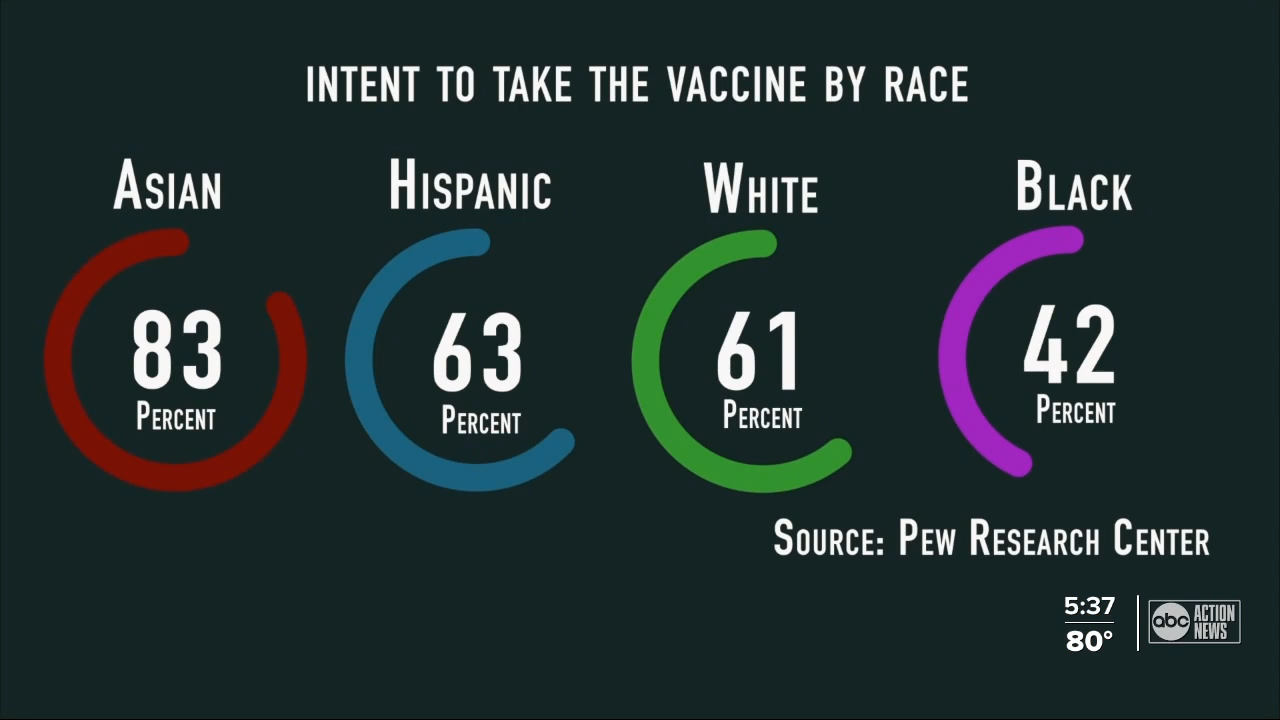 INTENT TO TAKE THE VACCINE BY RACE
ASIAN
HISPANIC
WHITE
BLACK
83
PERCENT
63
PERCENT
61
PERCENT
42
PERCENT
SOURCE: PEW RESEARCH CENTER
5:37
80°
abc
ACTION
NEWS